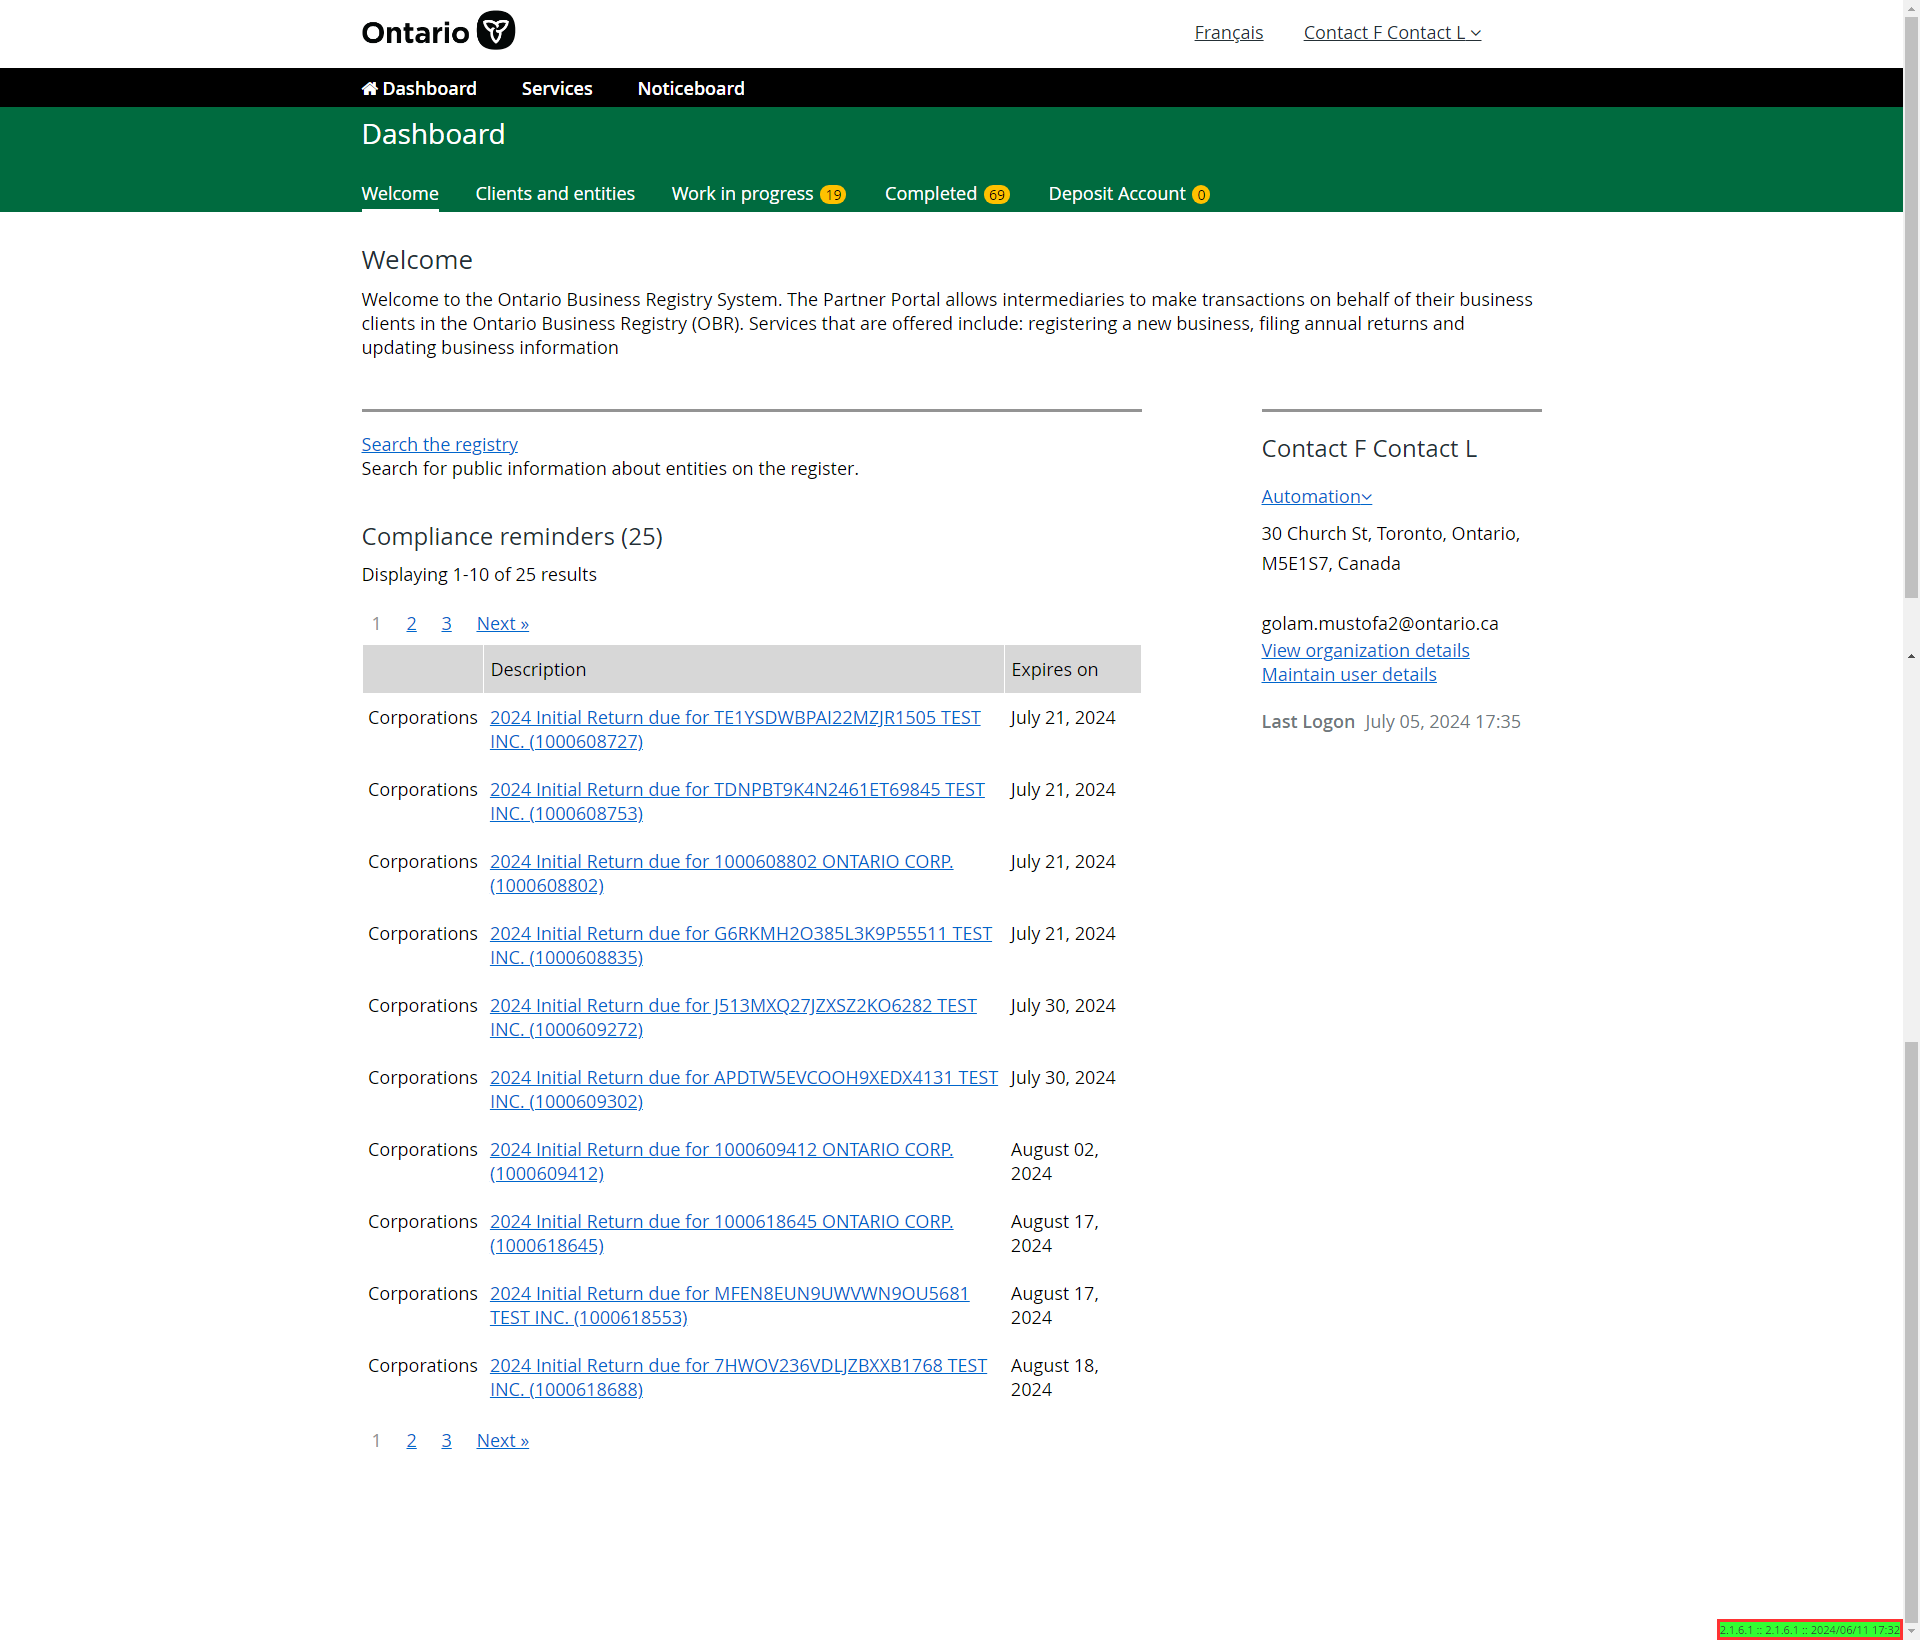 Ontario
Français Contact F Contact L
Dashboard Services Noticeboard
Dashboard
Welcome Clients and entities Work in progress 19 Completed 69 Deposit Account 0
Welcome
Welcome to the Ontario Business Registry System. The Partner Portal allows intermediaries to make transactions on behalf of their business
clients in the Ontario Business Registry (OBR). Services that are offered include: registering a new business, filing annual returns and
updating business information
Search the registry
Search for public information about entities on the register.
Compliance reminders (25)
Displaying 1-10 of 25 results
1 2 3 Next »
Description Expires on
Corporations 2024 Initial Return due for TE1YSDWBPAI22MZJR1505 TEST July 21, 2024
INC. (1000608727)
Corporations 2024 Initial Return due for TDNPBT9K4N2461ET69845 TEST July 21, 2024
INC. (1000608753)
Corporations 2024 Initial Return due for 1000608802 ONTARIO CORP. July 21, 2024
(1000608802)
Corporations 2024 Initial Return due for G6RKMH2O385L3K9P55511 TEST July 21, 2024
INC. (1000608835)
Corporations 2024 Initial Return due for J513MXQ27JZXSZ2KO6282 TEST July 30, 2024
INC. (1000609272)
Corporations 2024 Initial Return due for APDTW5EVCOOH9XEDX4131 TEST July 30, 2024
INC. (1000609302)
Corporations 2024 Initial Return due for 1000609412 ONTARIO CORP. August 02,
(1000609412) 2024
Corporations 2024 Initial Return due for 1000618645 ONTARIO CORP. August 17,
(1000618645) 2024
Corporations 2024 Initial Return due for MFEN8EUN9UWVWN9OU5681 August 17,
TEST INC. (1000618553) 2024
Corporations 2024 Initial Return due for 7HWOV236VDLJZBXXB1768 TEST August 18,
INC. (1000618688) 2024
1 2 3 Next »
Contact F Contact L
Automation
30 Church St, Toronto, Ontario,
M5E1S7, Canada
golam.mustofa2@ontario.ca
View organization details
Maintain user details
Last Logon July 05, 2024 17:35
2.1.6.1 :: 2.1.6.1 :: 2024/06/11 17:32